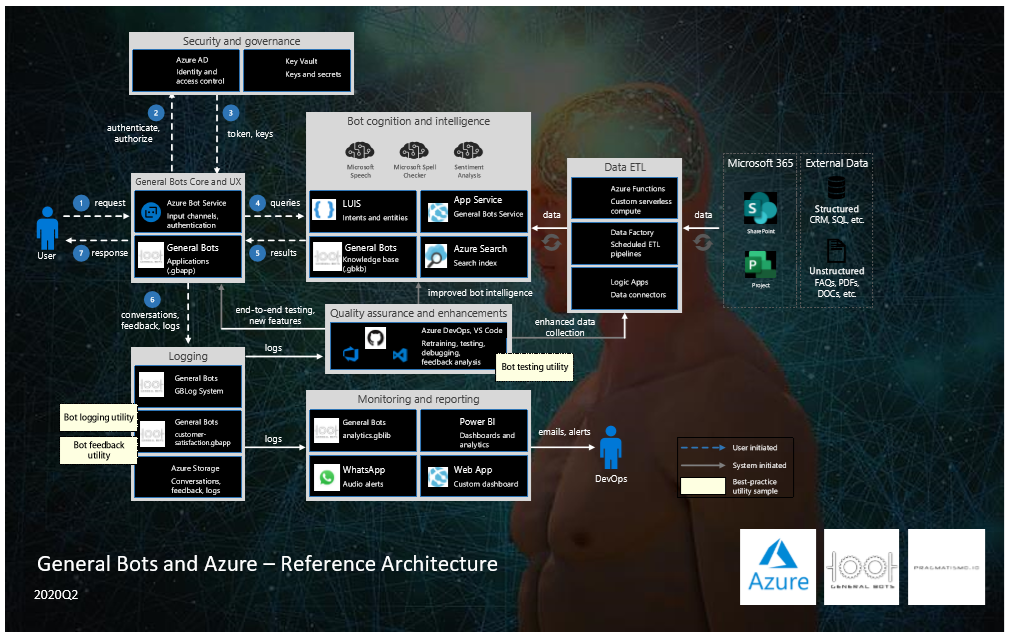 Security and governance
Azure AD
Identity and
access control
Key Vault
Keys and secrets
2
authenticate,
authorize
3
token, keys
Bot cognition and intelligence
Microsoft
Speech
Microsoft Spell
Checker
Sentiment
Analysis
LUIS
Intents and entities
App Service
General Bots Service
General Bots
Knowledge base
(.gbkb)
Azure Search
Search index
General Bots Core and UX
Azure Bot Service
Input channels,
authentication
General Bots
Applications
(.gbapp)
1
request
7
response
User
4
queries
5
results
6
conversations,
feedback, logs
Data ETL
Azure Functions
Custom serverless
compute
Data Factory
Scheduled ETL
pipelines
Logic Apps
Data connectors
data
data
Microsoft 365
SharePoint
Project
External Data
Structured
CRM, SQL etc.
Unstructured
FAQs, PDFs,
DOCs, etc.
improved bot intelligence
end-to-end testing,
new features
enhanced data
collection
Quality assurance and enhancements
Azure DevOps, VS Code
Retraining, testing,
debugging,
feedback analysis
Bot testing utility
Logging
General Bots
GBLog System
General Bots
customer-
satisfaction.gbapp
Azure Storage
Conversations,
feedback, logs
Bot logging utility
Bot feedback
utility
logs
logs
Monitoring and reporting
General Bots
analytics.gblib
Power BI
Dashboards and
analytics
WhatsApp
Audio alerts
Web App
Custom dashboard
emails, alerts
DevOps
User initiated
System initiated
Best-practice
utility sample
General Bots and Azure – Reference Architecture
2020Q2
Azure
GENERAL BOTS
PRAGMATISMO.IO